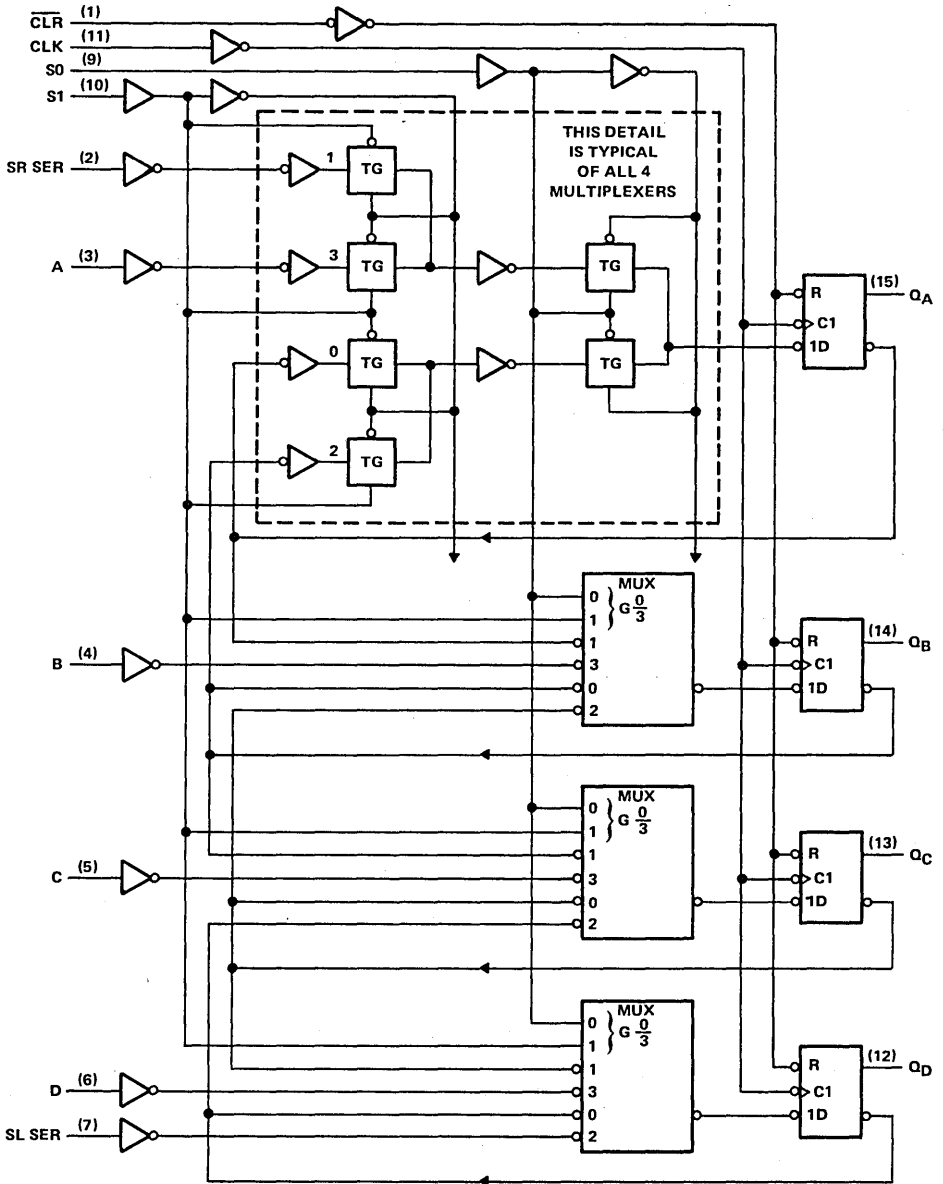 CLR (1)
CLK (11)
S0 (9)
S1 (10)
THIS DETAIL
IS TYPICAL
OF ALL 4
MULTIPLEXERS
SR SER (2)
1
TG
A (3)
3
TG
TG
0
TG
TG
2
TG
R
C1
1D
(15) QA
MUX
0
1
G 0/3
1
3
0
2
B (4)
R
C1
1D
(14) QB
MUX
0
1
G 0/3
1
3
0
2
C (5)
R
C1
1D
(13) QC
MUX
0
1
G 0/3
1
3
0
2
D (6)
SL SER (7)
R
C1
1D
(12) QD